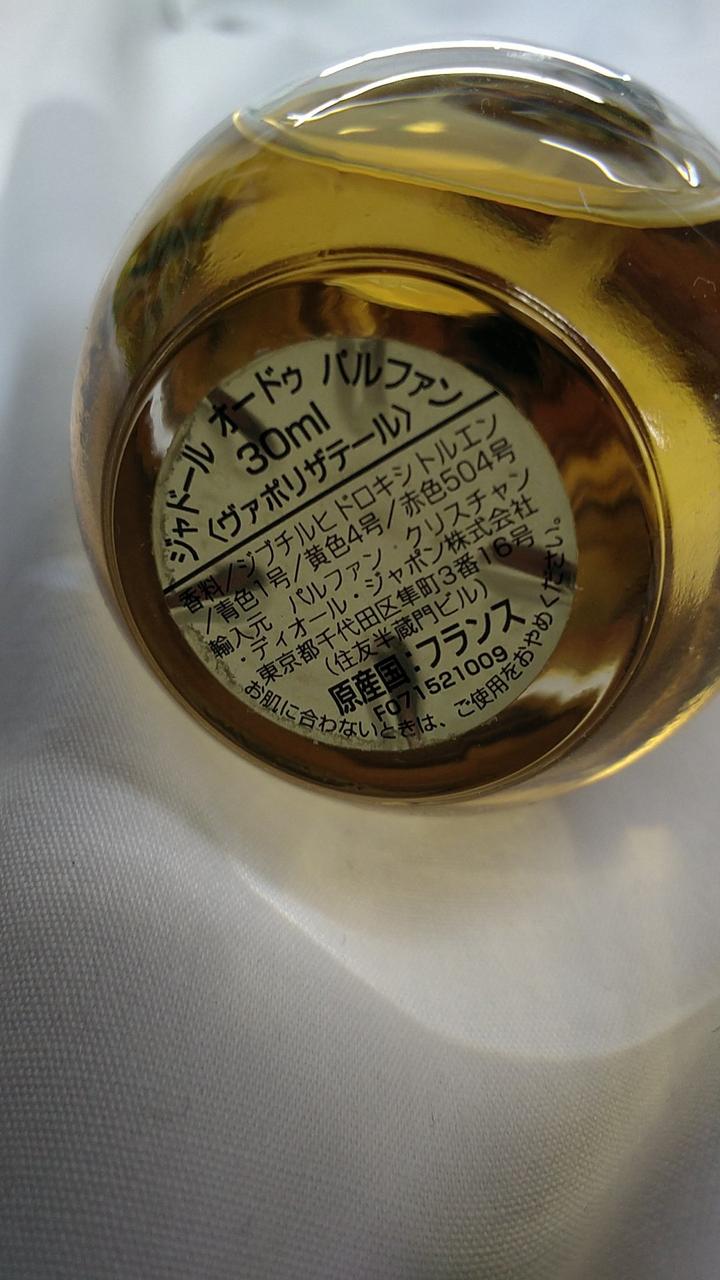 ジャドール オードゥ パルファン
30ml
〈ヴァポリザテール〉
香料/ジブチルヒドロキシトルエン
/青色1号/黄色4号/赤色504号
輸入元 パルファン・クリスチャン
・ディオール・ジャポン株式会社
東京都千代田区隼町3番16号
(住友半蔵門ビル)
原産国:フランス
F071521009
お肌に合わないときは、ご使用をおやめください。